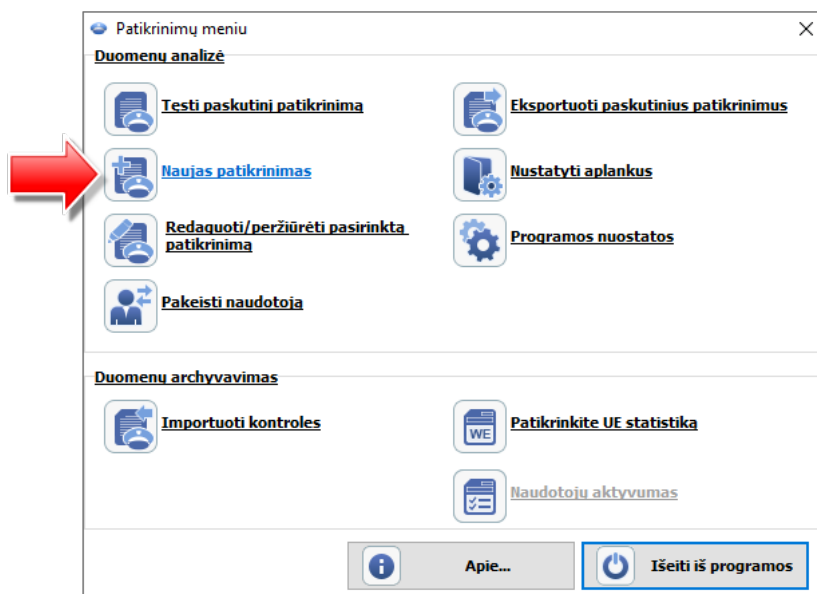 Patikrinimų meniu
Duomenų analizė
Tęsti paskutinį patikrinimą
Eksportuoti paskutinius patikrinimus
Naujas patikrinimas
Nustatyti aplankus
Redaguoti/peržiūrėti pasirinktą
patikrinimą
Programos nuostatos
Pakeisti naudotoją
Duomenų archyvavimas
Importuoti kontroles
WE
Patikrinkite UE statistiką
Naudotojų aktyvumas
Apie...
Išeiti iš programos